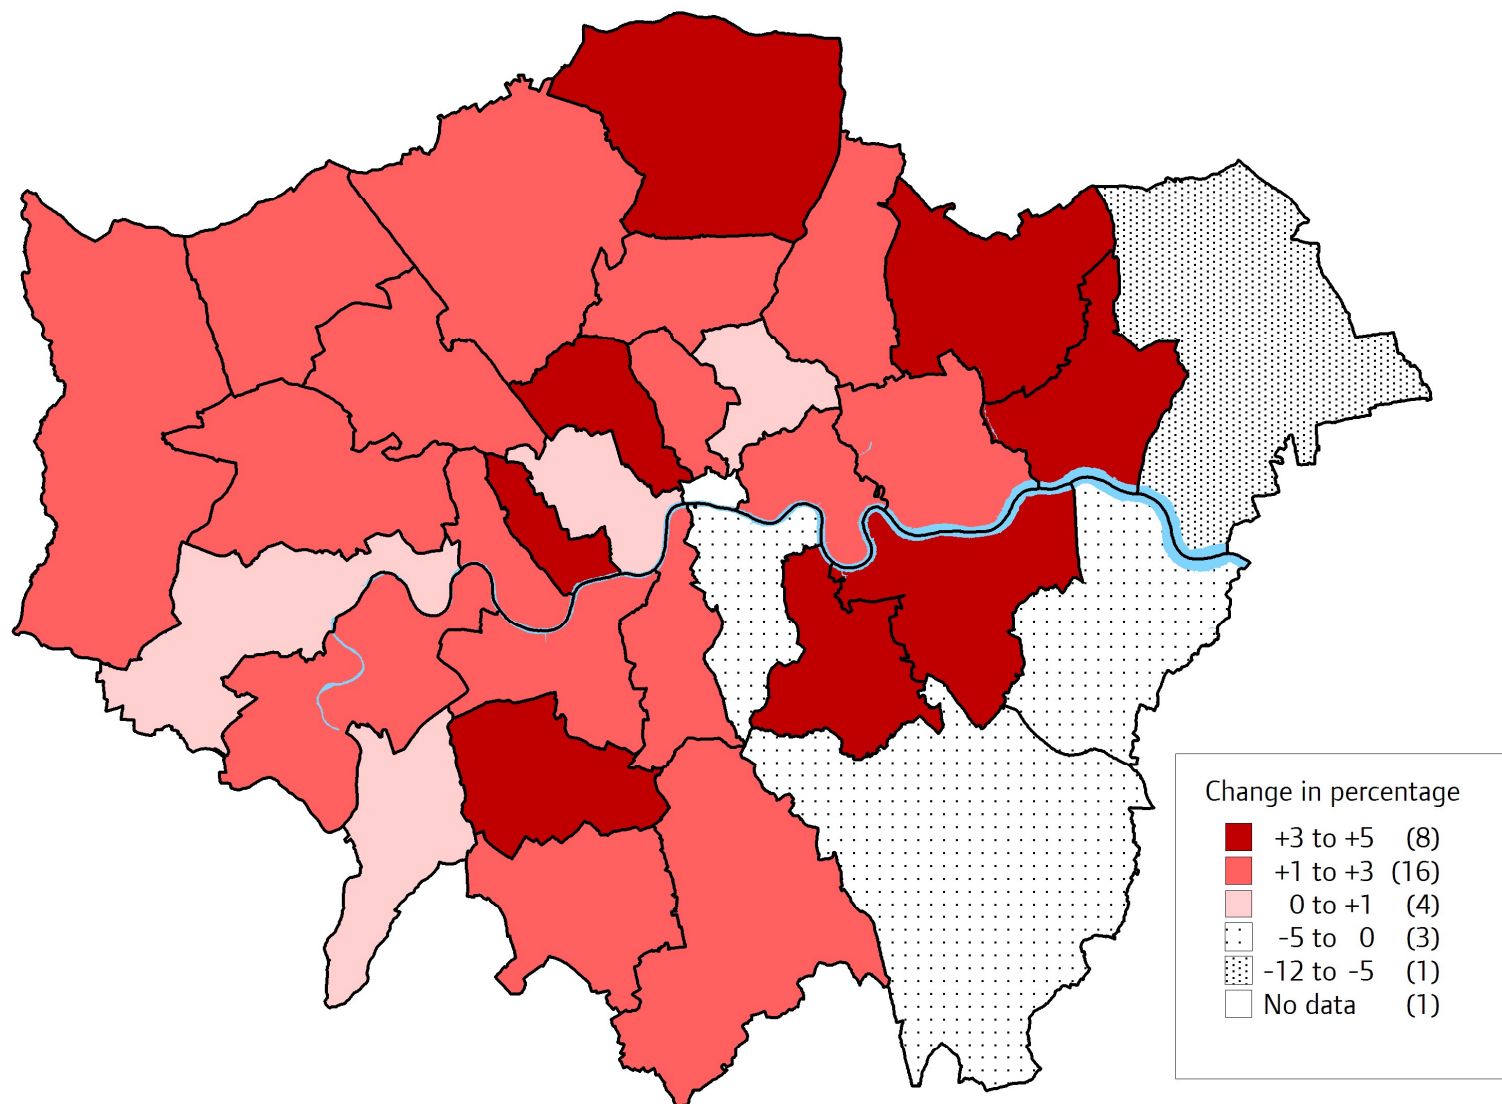 Change in percentage
+3 to +5 (8)
+1 to +3 (16)
0 to +1 (4)
-5 to 0 (3)
-12 to -5 (1)
No data (1)